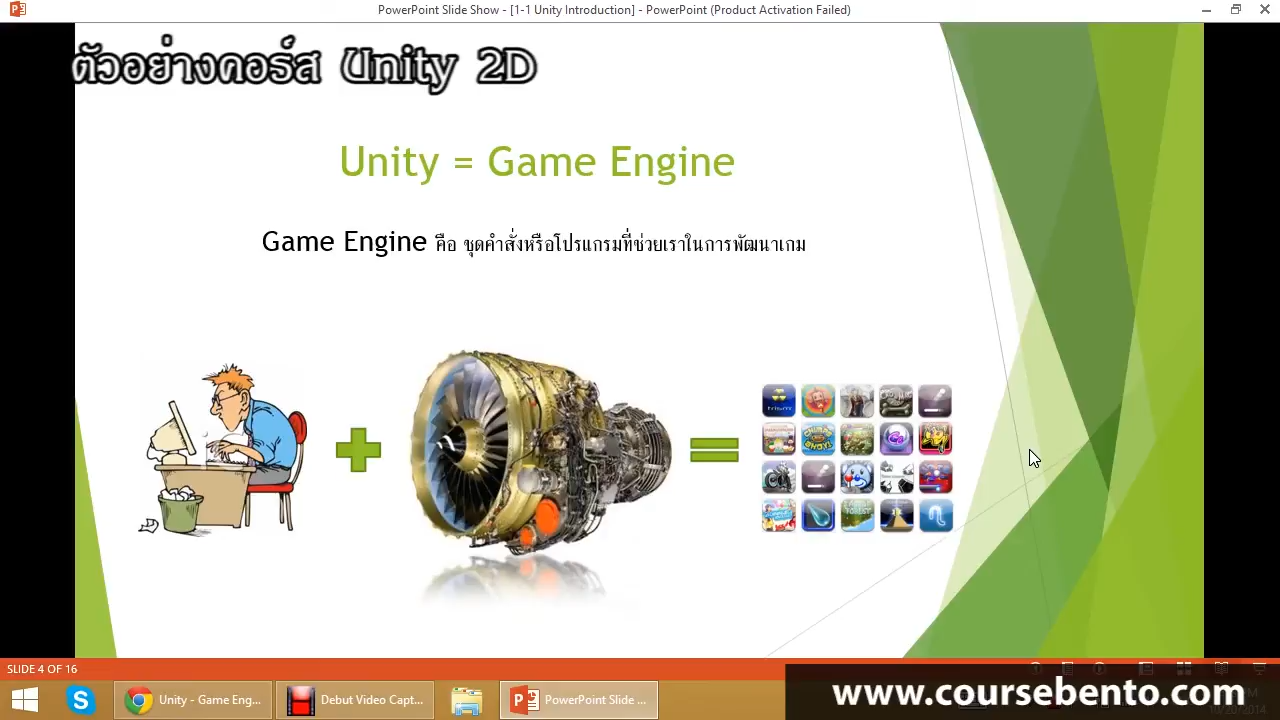 PowerPoint Slide Show - [1-1 Unity Introduction] - PowerPoint (Product Activation Failed)
ตัวอย่างคอร์ส Unity 2D
Unity = Game Engine
Game Engine คือ ชุดคำสั่งหรือโปรแกรมที่ช่วยเราในการพัฒนาเกม
SLIDE 4 OF 16
Unity - Game Eng...
Debut Video Capt...
PowerPoint Slide ...
www.coursebento.com